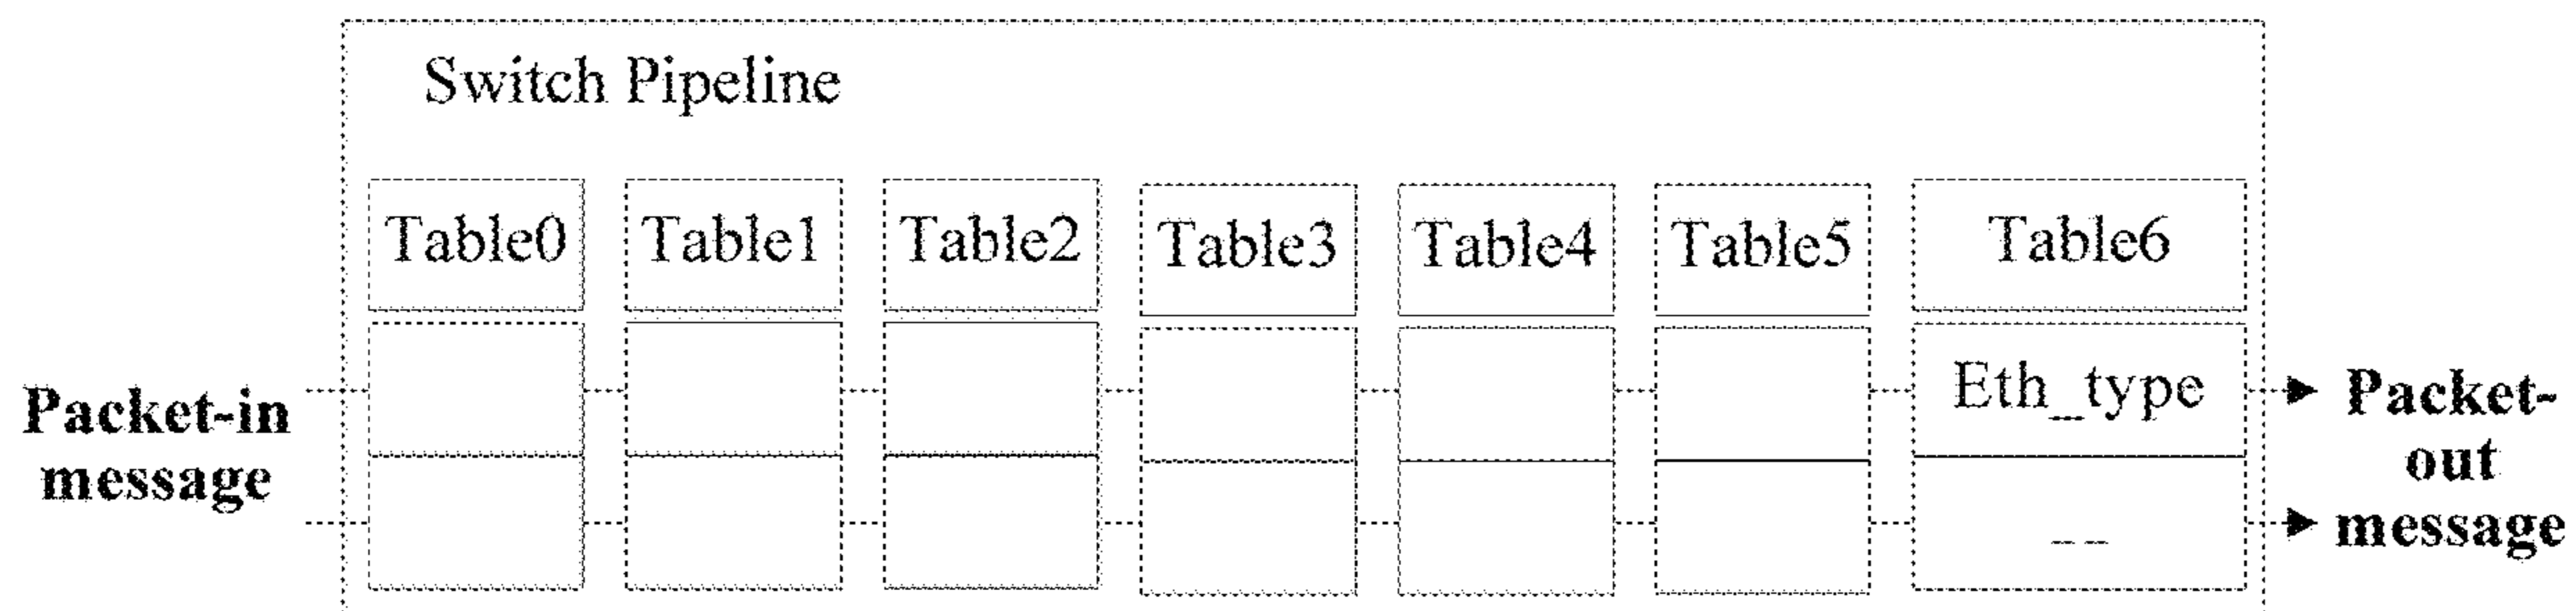 Switch Pipeline
Table0 Table1 Table2 Table3 Table4 Table5 Table6
Packet-in
message
Eth_type
--
Packet-
out
message